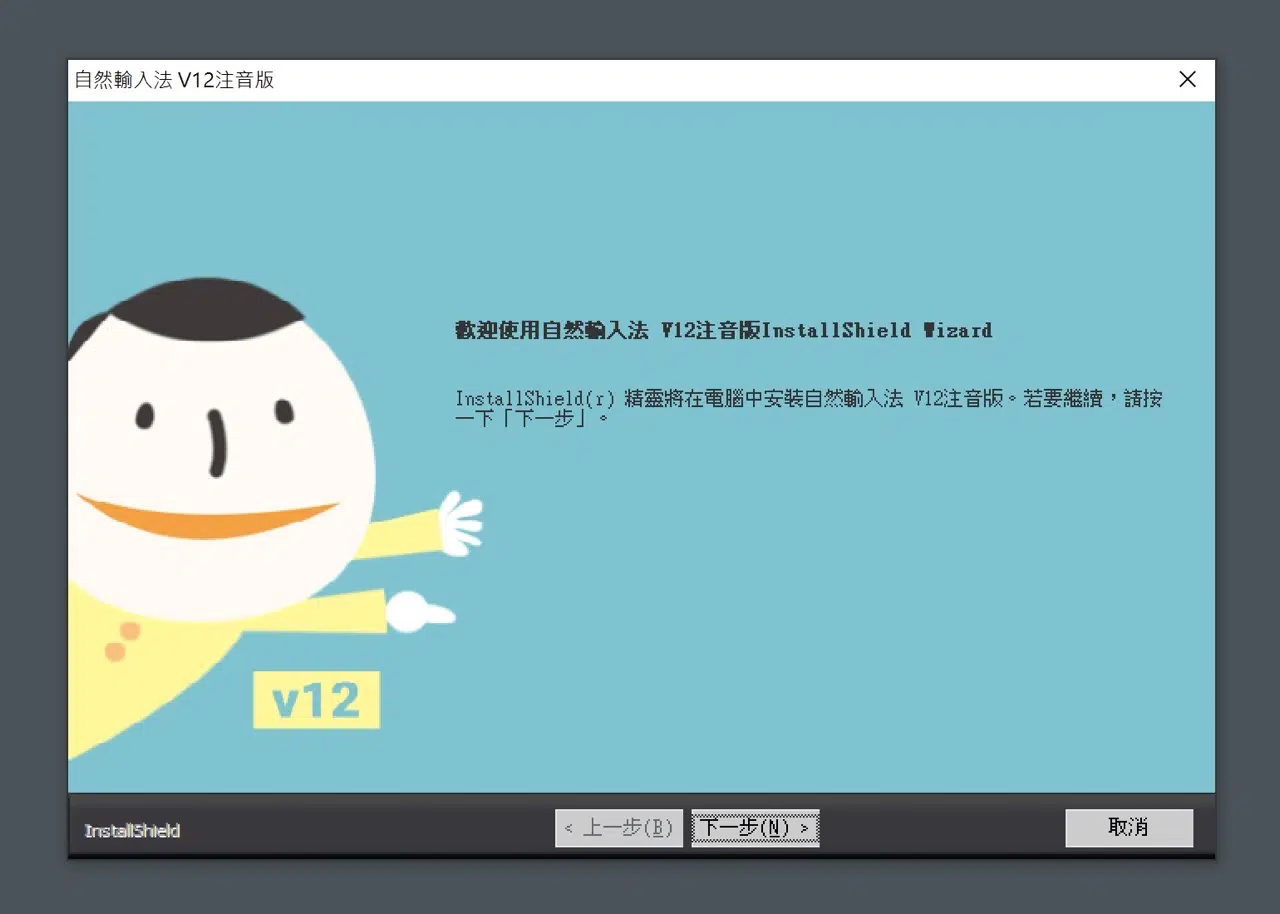 自然輸入法 V12注音版
歡迎使用自然輸入法 V12注音版InstallShield Wizard
InstallShield(r) 精靈將在電腦中安裝自然輸入法 V12注音版。若要繼續，請按
一下「下一步」。
v12
InstallShield
< 上一步(B)
下一步(N) >
取消